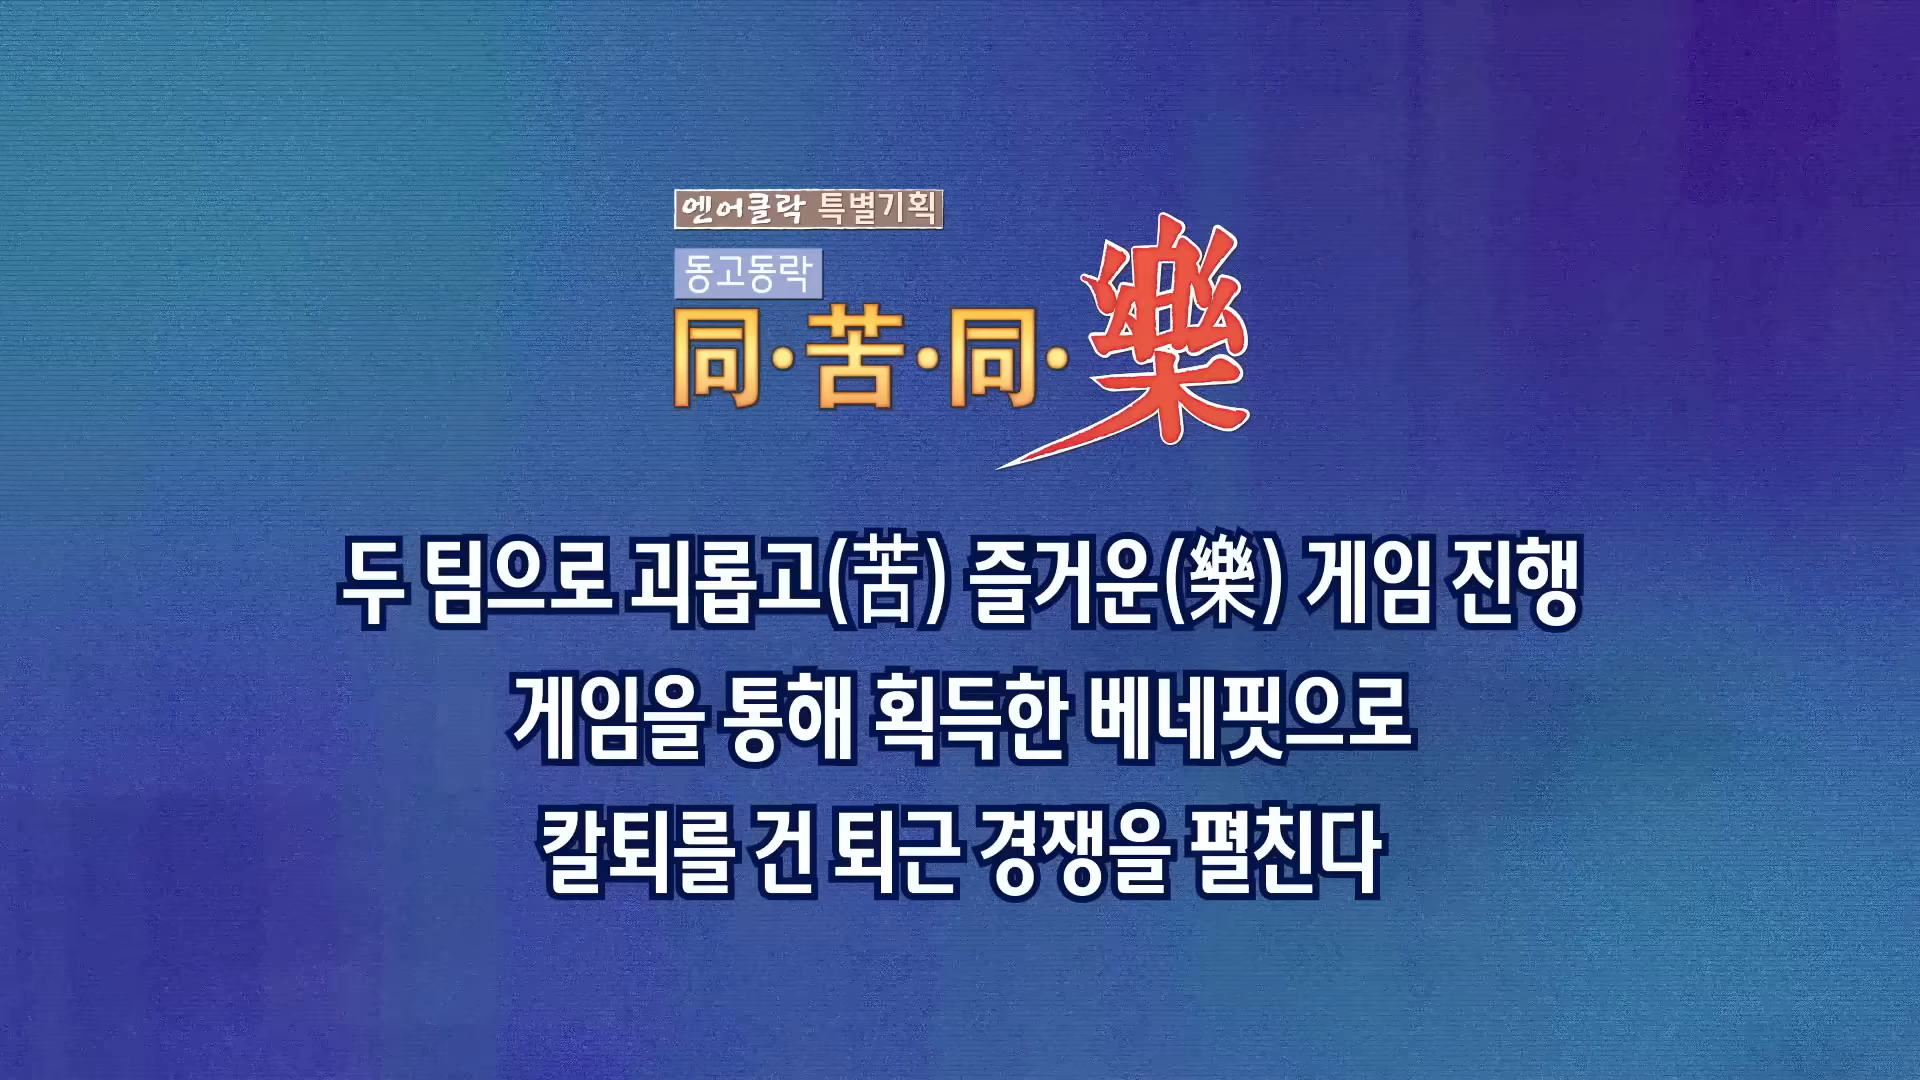 엔어클락 특별기획
동고동락
同·苦·同·樂
두 팀으로 괴롭고(苦) 즐거운(樂) 게임 진행
게임을 통해 획득한 베네핏으로
칼퇴를 건 퇴근 경쟁을 펼친다